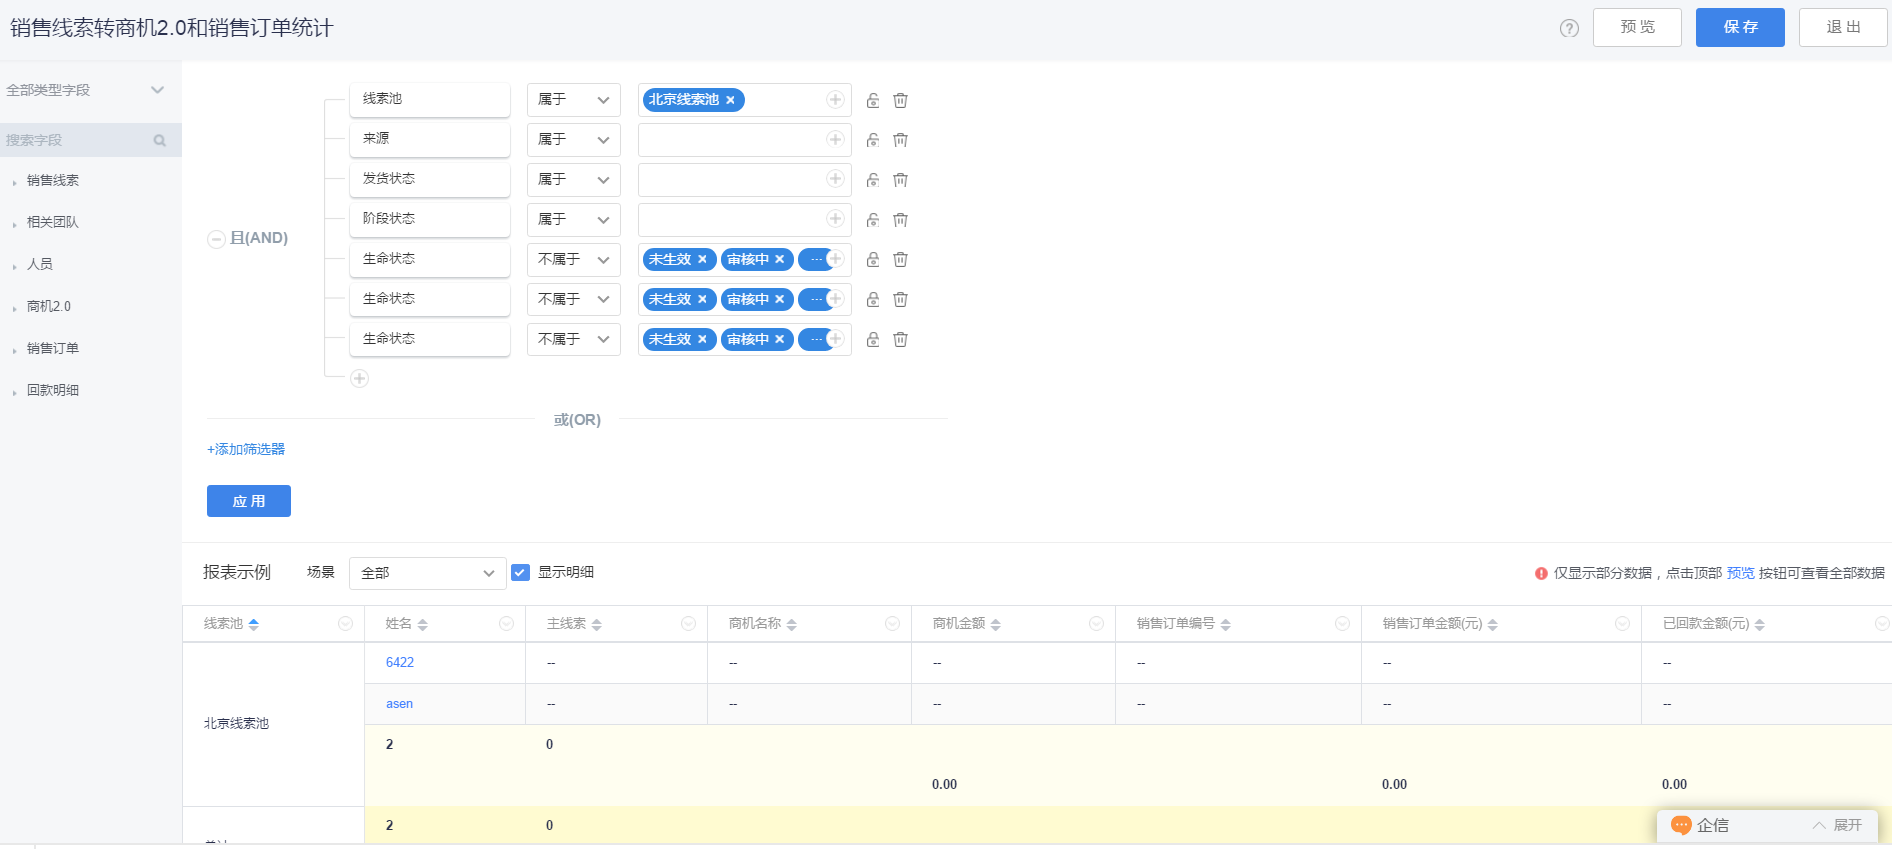 销售线索转商机2.0和销售订单统计
预 览
保 存
退 出
全部类型字段
搜索字段
销售线索
相关团队
人员
商机2.0
销售订单
回款明细
且(AND)
线索池 属于 北京线索池
来源 属于
发货状态 属于
阶段状态 属于
生命状态 不属于 未生效 审核中 ...
生命状态 不属于 未生效 审核中 ...
生命状态 不属于 未生效 审核中 ...
或(OR)
+添加筛选器
应 用
报表示例 场景 全部 显示明细 仅显示部分数据，点击顶部 预览 按钮可查看全部数据
线索池 姓名 主线索 商机名称 商机金额 销售订单编号 销售订单金额(元) 已回款金额(元)
6422 -- -- -- -- -- --
北京线索池
asen -- -- -- -- -- --
2 0
0.00 0.00 0.00
2 0
企信 展开